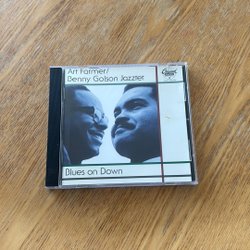 Art Farmer/
Benny Golson Jazztet
Blues on Down